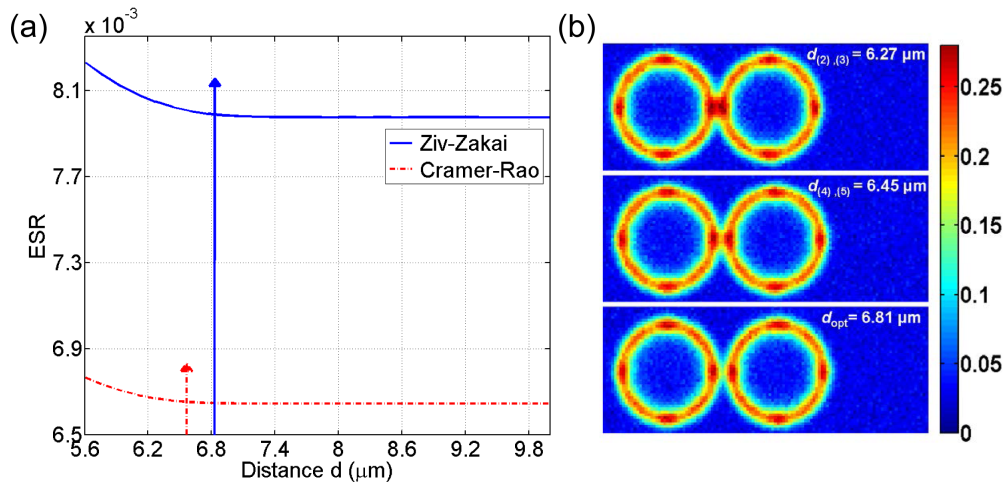 (a)
x 10⁻³
8.1
7.7
7.3
6.9
6.5
ESR
5.6 6.2 6.8 7.4 8 8.6 9.2 9.8
Distance d (μm)
Ziv-Zakai
Cramer-Rao
(b)
d(2),(3) = 6.27 μm
d(4),(5) = 6.45 μm
dopt = 6.81 μm
0.25
0.2
0.15
0.1
0.05
0